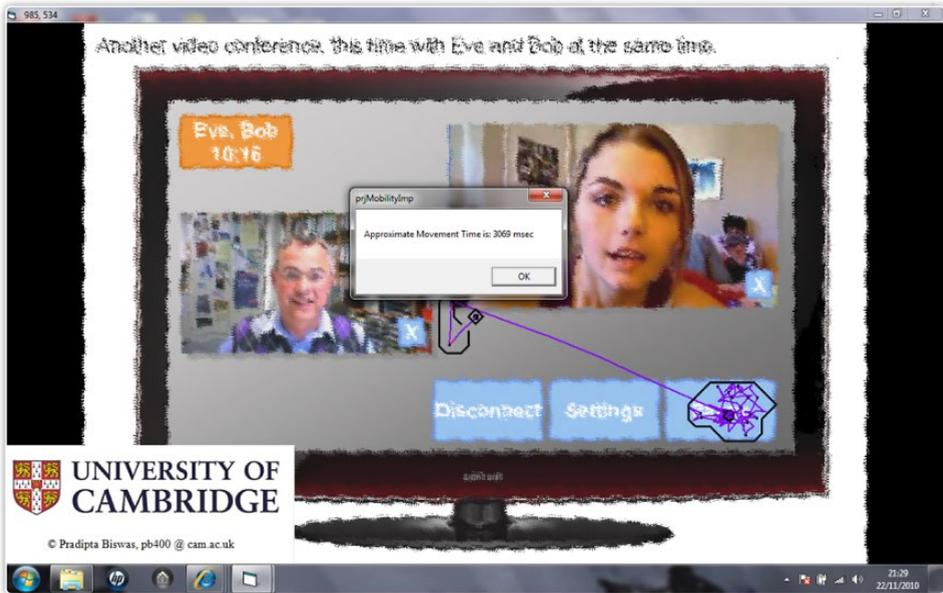 985, 534
Another video conference, this time with Eve and Bob at the same time.
Eve, Bob
10:16
prjMobilityImp
Approximate Movement Time is: 3069 msec
OK
X
X
Disconnect Settings
UNIVERSITY OF
CAMBRIDGE
© Pradipta Biswas, pb400 @ cam.ac.uk
hp
21:29
22/11/2010